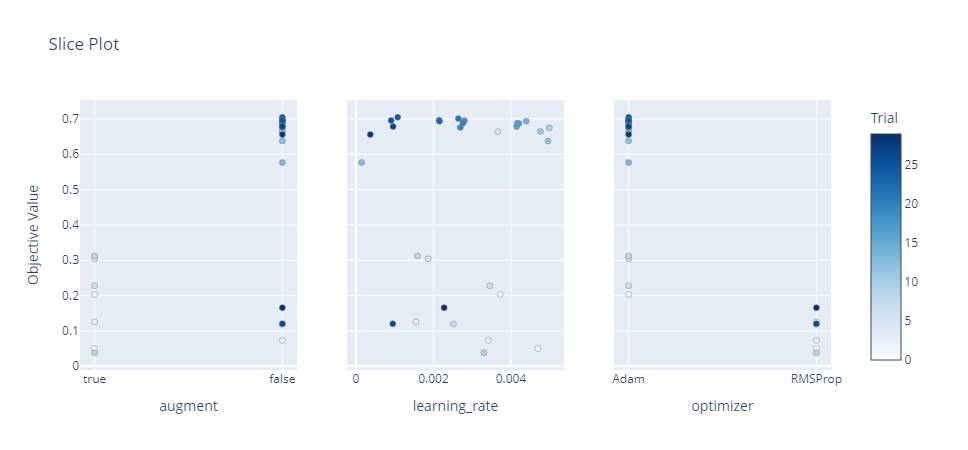 Slice Plot
Trial
Objective Value
0.7
0.6
0.5
0.4
0.3
0.2
0.1
0
true
false
augment
0
0.002
0.004
learning_rate
Adam
RMSProp
optimizer
25
20
15
10
5
0